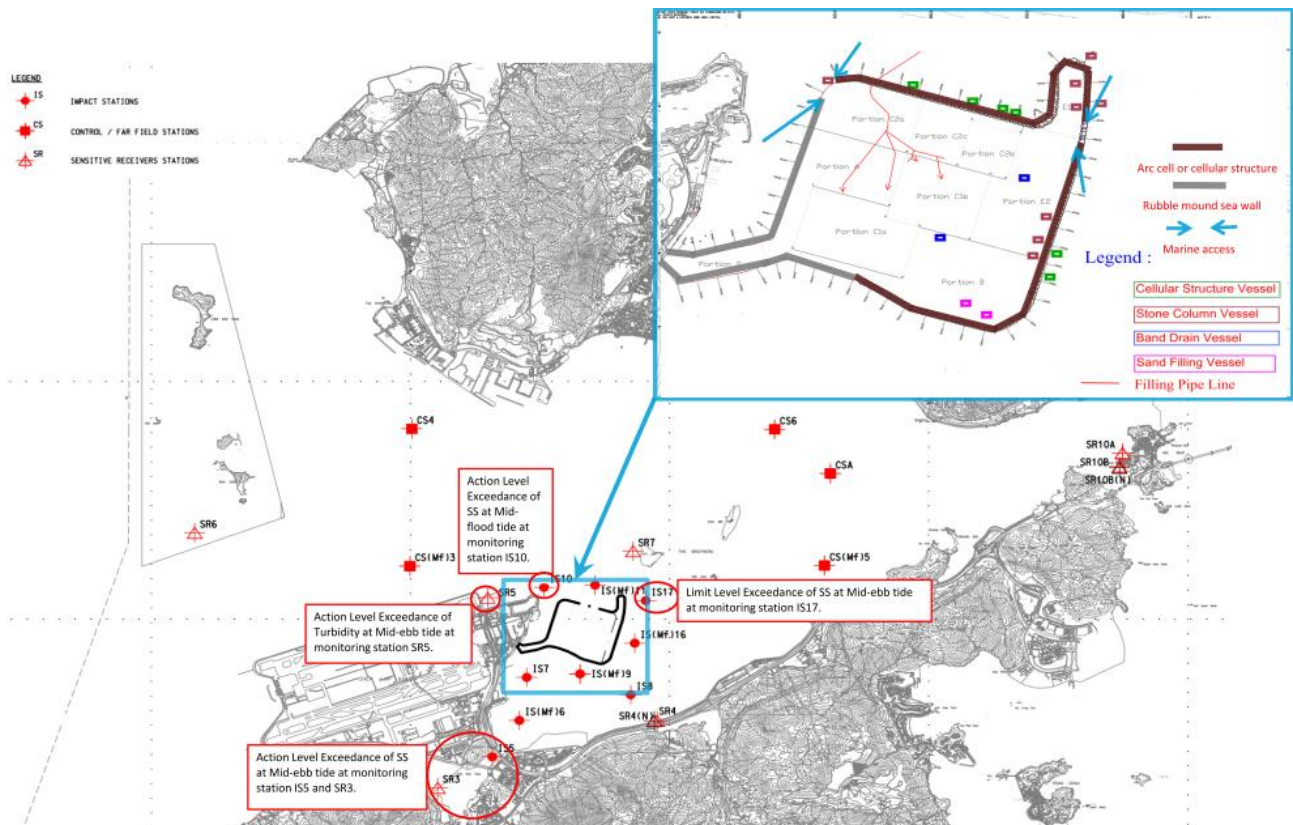 LEGEND
IS IMPACT STATIONS
CS CONTROL / FAR FIELD STATIONS
SR SENSITIVE RECEIVERS STATIONS
Portion C2a
Portion C2c
Portion C2b
Portion A
Portion C1b
Portion E2
Portion C1a
Portion B
Arc cell or cellular structure
Rubble mound sea wall
Marine access
Legend :
Cellular Structure Vessel
Stone Column Vessel
Band Drain Vessel
Sand Filling Vessel
Filling Pipe Line
CS4
CS6
CSA
SR10A
SR10B
SR10B(N)
SR6
Action Level
Exceedance of
SS at Mid-
flood tide at
monitoring
station IS10.
CS(Mf)3
SR7
THE BROTHERS
CS(Mf)5
IS10
IS(Mf)11
IS17
SR5
Limit Level Exceedance of SS at Mid-ebb tide
at monitoring station IS17.
Action Level Exceedance of
Turbidity at Mid-ebb tide at
monitoring station SR5.
IS(Mf)16
IS7
IS(Mf)9
IS8
IS(Mf)6
SR4(N)
SR4
Action Level Exceedance of SS
at Mid-ebb tide at monitoring
station IS5 and SR3.
IS5
SR3